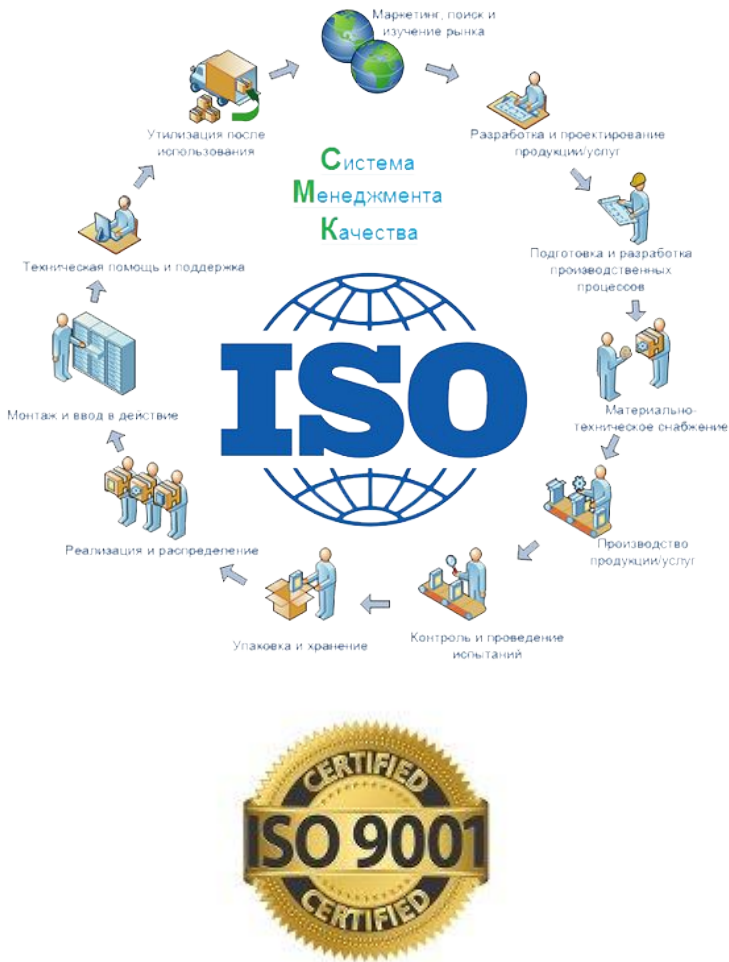 Маркетинг, поиск и
изучение рынка
Разработка и проектирование
продукции/услуг
Подготовка и разработка
производственных
процессов
Материально-
техническое снабжение
Производство
продукции/услуг
Контроль и проведение
испытаний
Упаковка и хранение
Реализация и распределение
Монтаж и ввод в действие
Техническая помощь и поддержка
Утилизация после
использования
Система
Менеджмента
Качества
ISO
CERTIFIED
ISO 9001
CERTIFIED